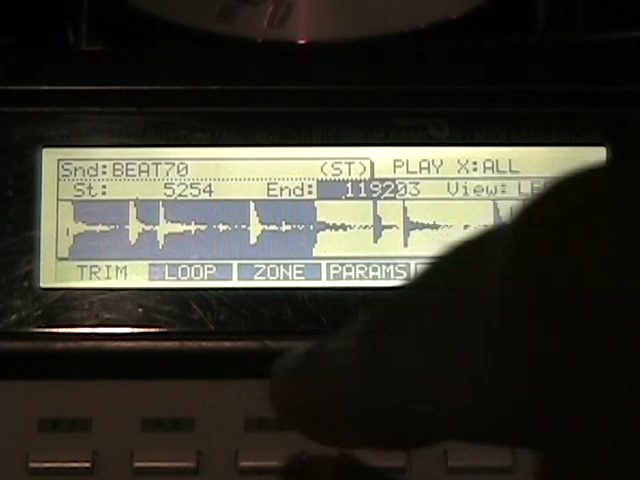 Snd:BEAT70 (ST) PLAY X:ALL
St: 5254 End: 119203 View:
TRIM LOOP ZONE PARAMS